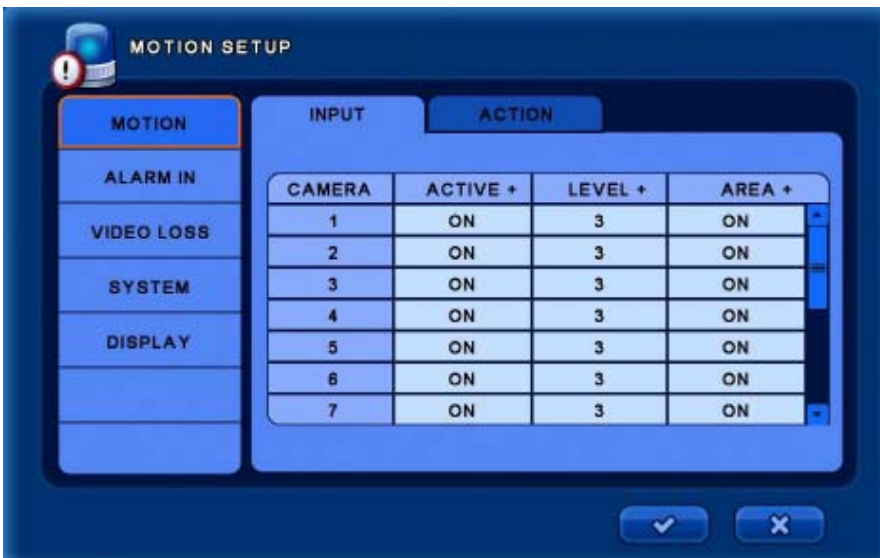 MOTION SETUP
MOTION
ALARM IN
VIDEO LOSS
SYSTEM
DISPLAY
INPUT ACTION
CAMERA ACTIVE + LEVEL + AREA +
1 ON 3 ON
2 ON 3 ON
3 ON 3 ON
4 ON 3 ON
5 ON 3 ON
6 ON 3 ON
7 ON 3 ON